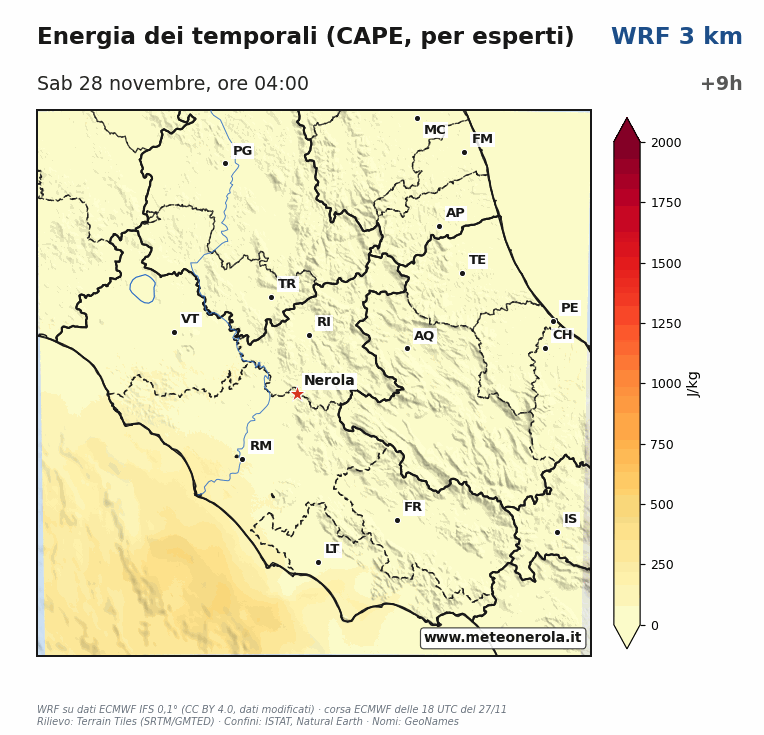 Energia dei temporali (CAPE, per esperti) WRF 3 km
Sab 28 novembre, ore 04:00 +9h
MC
FM
PG
AP
TE
TR
PE
VT
RI
AQ
CH
Nerola
RM
FR
IS
LT
www.meteonerola.it
2000
1750
1500
1250
1000
750
500
250
0
J/kg
WRF su dati ECMWF IFS 0,1° (CC BY 4.0, dati modificati) · corsa ECMWF delle 18 UTC del 27/11
Rilievo: Terrain Tiles (SRTM/GMTED) · Confini: ISTAT, Natural Earth · Nomi: GeoNames